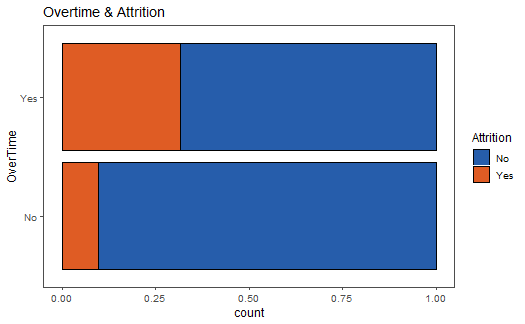 Overtime & Attrition
OverTime
Yes
No
0.00 0.25 0.50 0.75 1.00
count
Attrition
No
Yes